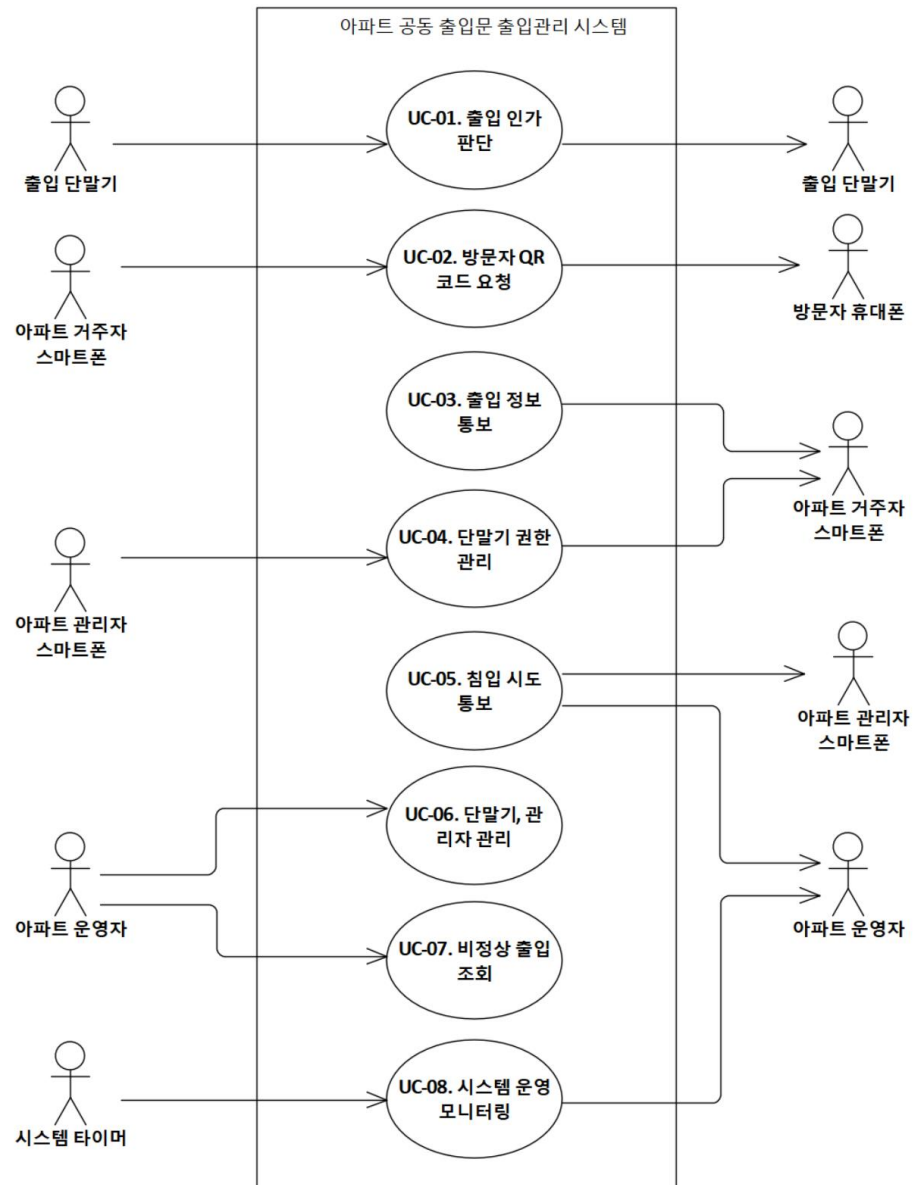 아파트 공동 출입문 출입관리 시스템
UC-01. 출입 인가
판단
출입 단말기
출입 단말기
UC-02. 방문자 QR
코드 요청
아파트 거주자
스마트폰
방문자 휴대폰
UC-03. 출입 정보
통보
아파트 거주자
스마트폰
UC-04. 단말기 권한
관리
아파트 관리자
스마트폰
UC-05. 침입 시도
통보
아파트 관리자
스마트폰
UC-06. 단말기, 관
리자 관리
아파트 운영자
아파트 운영자
UC-07. 비정상 출입
조회
UC-08. 시스템 운영
모니터링
시스템 타이머